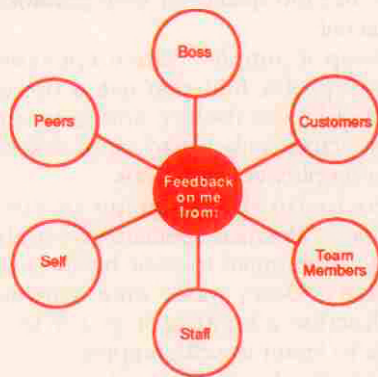 Boss
Peers
Customers
Feedback
on me
from:
Self
Team
Members
Staff